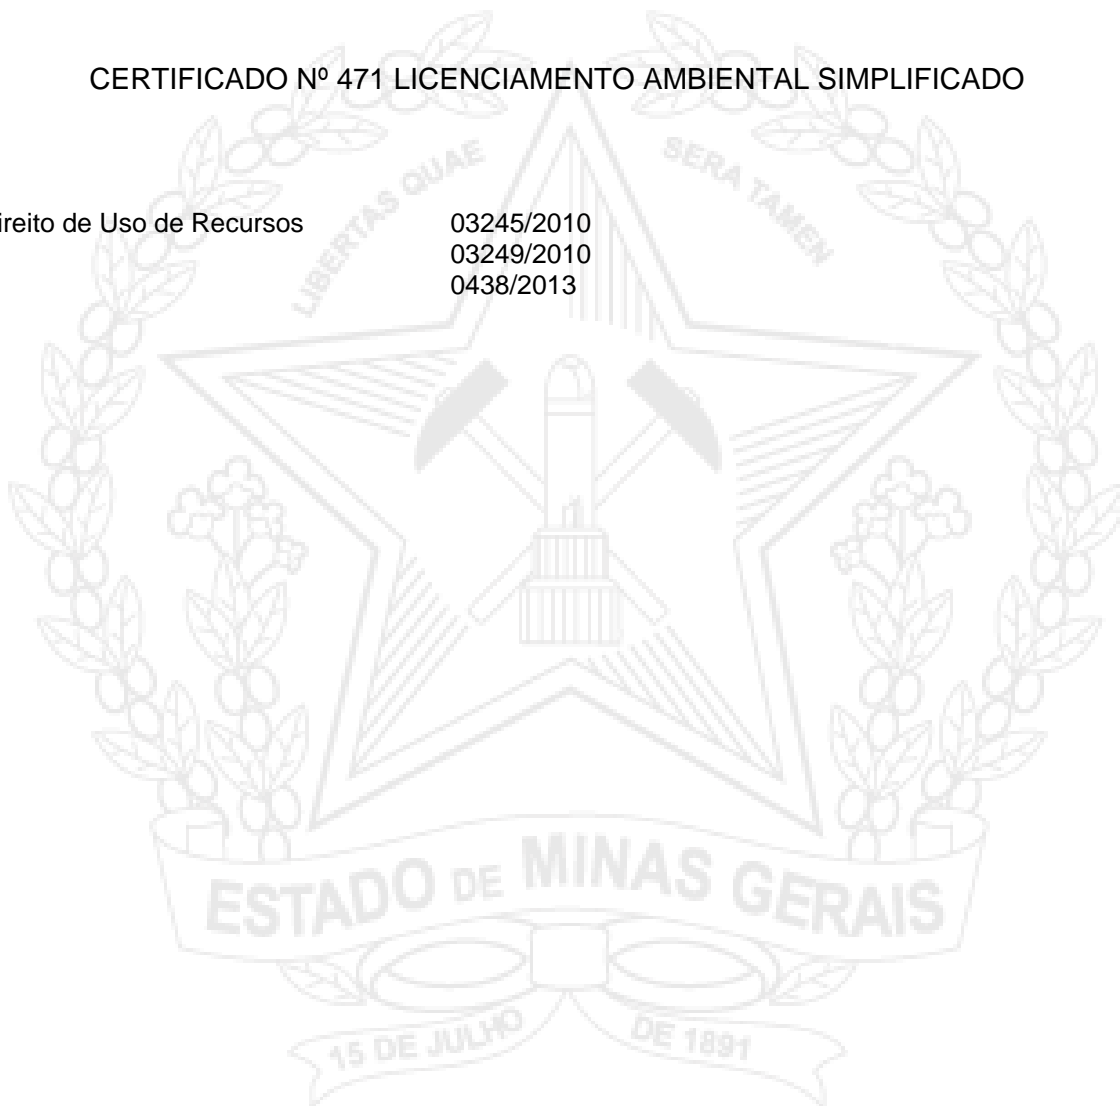 CERTIFICADO Nº 471 LICENCIAMENTO AMBIENTAL SIMPLIFICADO
LIBERTAS QUAE SERA TAMEN
ireito de Uso de Recursos 03245/2010
03249/2010
0438/2013
ESTADO DE MINAS GERAIS
15 DE JULHO DE 1891